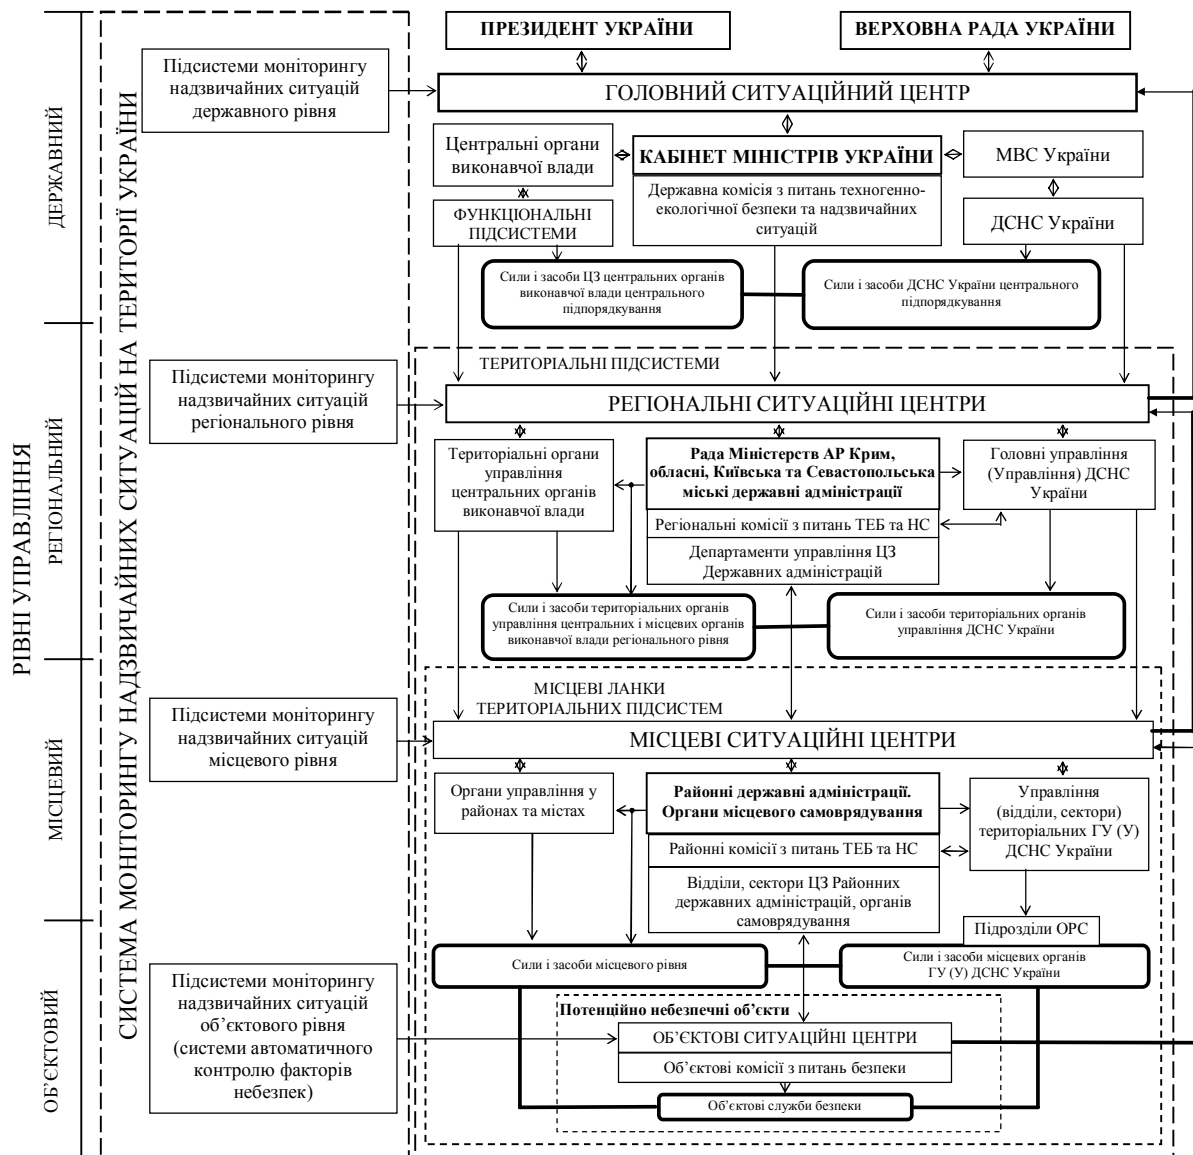 РІВНІ УПРАВЛІННЯ
ДЕРЖАВНИЙ
РЕГІОНАЛЬНИЙ
МІСЦЕВИЙ
ОБ’ЄКТОВИЙ
СИСТЕМА МОНІТОРИНГУ НАДЗВИЧАЙНИХ СИТУАЦІЙ НА ТЕРИТОРІЇ УКРАЇНИ
ПРЕЗИДЕНТ УКРАЇНИ
ВЕРХОВНА РАДА УКРАЇНИ
Підсистеми моніторингу
надзвичайних ситуацій
державного рівня
ГОЛОВНИЙ СИТУАЦІЙНИЙ ЦЕНТР
Центральні органи
виконавчої влади
КАБІНЕТ МІНІСТРІВ УКРАЇНИ
МВС України
Державна комісія з питань техногенно-
екологічної безпеки та надзвичайних
ситуацій
ФУНКЦІОНАЛЬНІ
ПІДСИСТЕМИ
ДСНС України
Сили і засоби ЦЗ центральних органів
виконавчої влади центрального
підпорядкування
Сили і засоби ДСНС України центрального
підпорядкування
ТЕРИТОРІАЛЬНІ ПІДСИСТЕМИ
Підсистеми моніторингу
надзвичайних ситуацій
регіонального рівня
РЕГІОНАЛЬНІ СИТУАЦІЙНІ ЦЕНТРИ
Територіальні органи
управління
центральних органів
виконавчої влади
Рада Міністерств АР Крим,
обласні, Київська та Севастопольська
міські державні адміністрації
Головні управління
(Управління) ДСНС
України
Регіональні комісії з питань ТЕБ та НС
Департаменти управління ЦЗ
Державних адміністрацій
Сили і засоби територіальних органів
управління центральних і місцевих органів
виконавчої влади регіонального рівня
Сили і засоби територіальних органів
управління ДСНС України
МІСЦЕВІ ЛАНКИ
ТЕРИТОРІАЛЬНИХ ПІДСИСТЕМ
Підсистеми моніторингу
надзвичайних ситуацій
місцевого рівня
МІСЦЕВІ СИТУАЦІЙНІ ЦЕНТРИ
Органи управління у
районах та містах
Районні державні адміністрації.
Органи місцевого самоврядування
Управління
(відділи, сектори)
територіальних ГУ (У)
ДСНС України
Районні комісії з питань ТЕБ та НС
Відділи, сектори ЦЗ Районних
державних адміністрацій, органів
самоврядування
Підрозділи ОРС
Сили і засоби місцевого рівня
Сили і засоби місцевих органів
ГУ (У) ДСНС України
Підсистеми моніторингу
надзвичайних ситуацій
об’єктового рівня
(системи автоматичного
контролю факторів
небезпек)
Потенційно небезпечні об’єкти
ОБ’ЄКТОВІ СИТУАЦІЙНІ ЦЕНТРИ
Об’єктові комісії з питань безпеки
Об’єктові служби безпеки